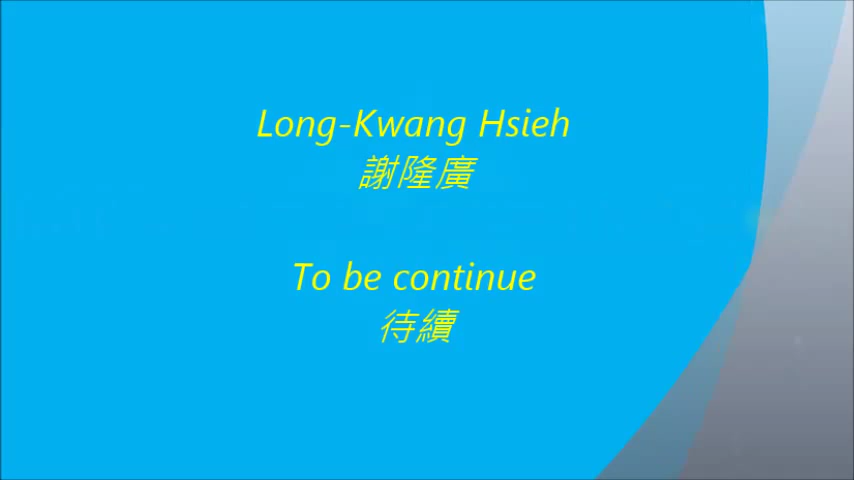 Long-Kwang Hsieh
謝隆廣
To be continue
待續